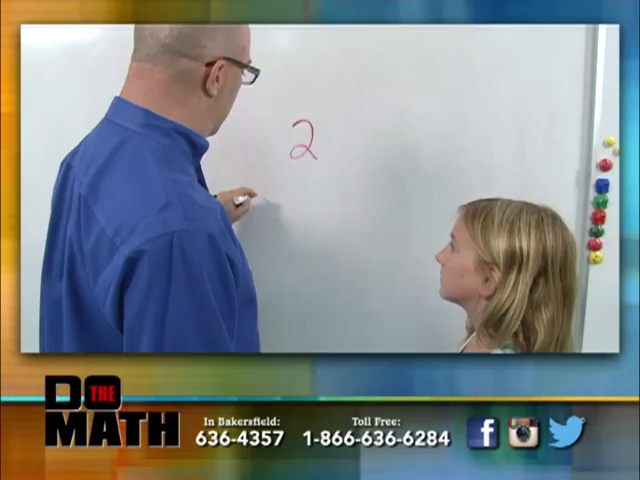 2
DO THE
MATH
In Bakersfield:
636-4357
Toll Free:
1-866-636-6284